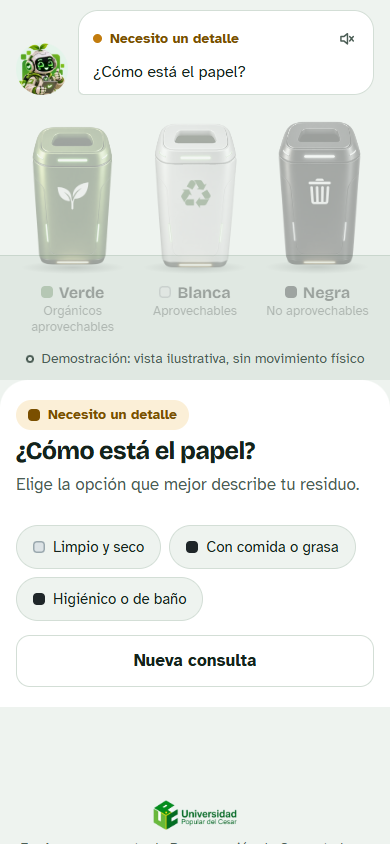 Necesito un detalle
¿Cómo está el papel?
Verde
Orgánicos
aprovechables
Blanca
Aprovechables
Negra
No aprovechables
Demostración: vista ilustrativa, sin movimiento físico
Necesito un detalle
¿Cómo está el papel?
Elige la opción que mejor describe tu residuo.
Limpio y seco
Con comida o grasa
Higiénico o de baño
Nueva consulta
Universidad
Popular del Cesar